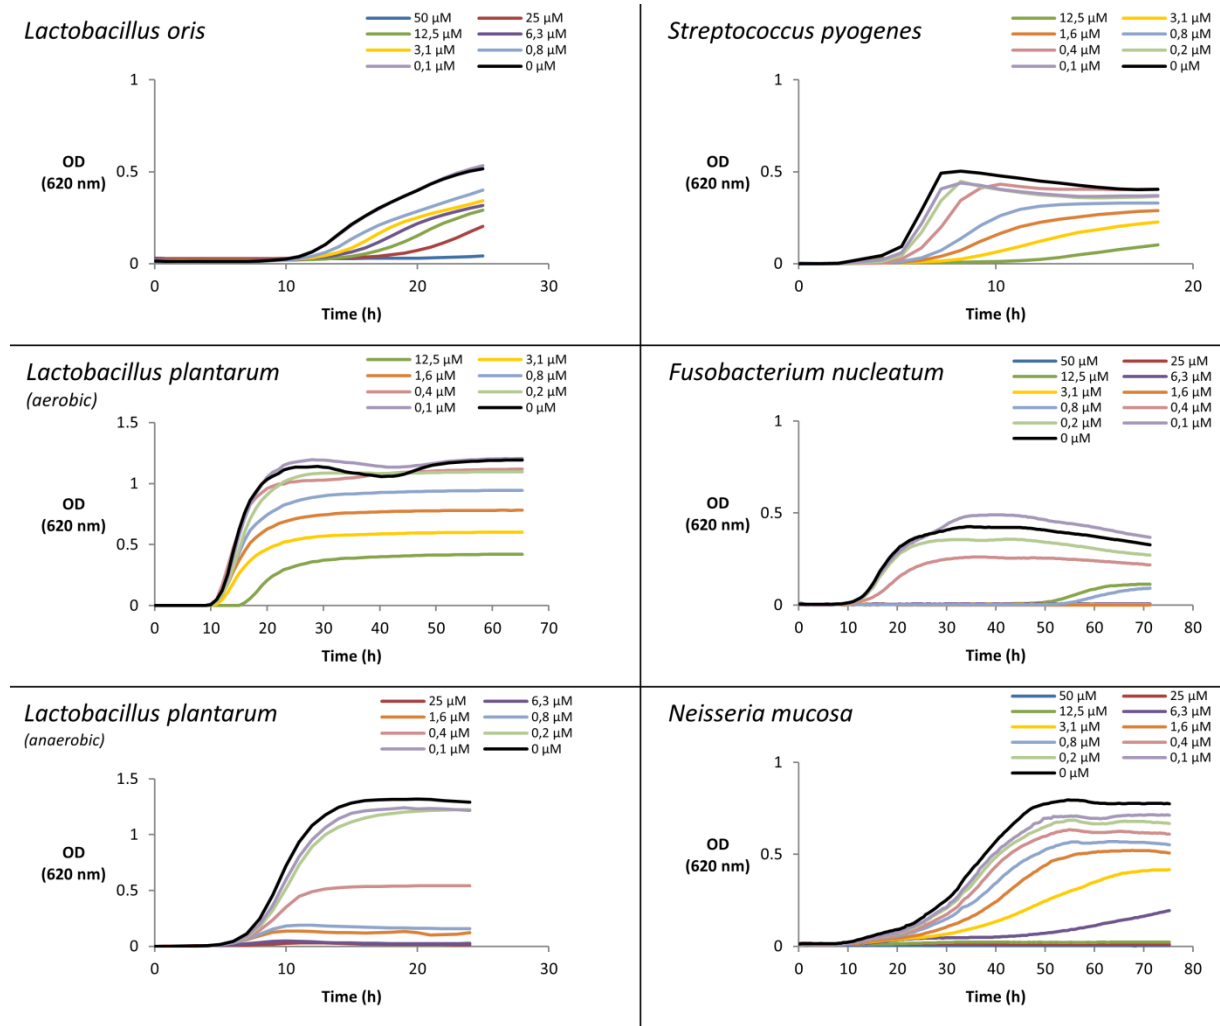 Lactobacillus oris
50 µM 25 µM
12,5 µM 6,3 µM
3,1 µM 0,8 µM
0,1 µM 0 µM
1
0.5
0
OD
(620 nm)
0 10 20 30
Time (h)
Streptococcus pyogenes
12,5 µM 3,1 µM
1,6 µM 0,8 µM
0,4 µM 0,2 µM
0,1 µM 0 µM
1
0.5
0
OD
(620 nm)
0 10 20
Time (h)
Lactobacillus plantarum
(aerobic)
12,5 µM 3,1 µM
1,6 µM 0,8 µM
0,4 µM 0,2 µM
0,1 µM 0 µM
1.5
1
0.5
0
OD
(620 nm)
0 10 20 30 40 50 60 70
Time (h)
Fusobacterium nucleatum
50 µM 25 µM
12,5 µM 6,3 µM
3,1 µM 1,6 µM
0,8 µM 0,4 µM
0,2 µM 0,1 µM
0 µM
1
0.5
0
OD
(620 nm)
0 10 20 30 40 50 60 70 80
Time (h)
Lactobacillus plantarum
(anaerobic)
25 µM 6,3 µM
1,6 µM 0,8 µM
0,4 µM 0,2 µM
0,1 µM 0 µM
1.5
1
0.5
0
OD
(620 nm)
0 10 20 30
Time (h)
Neisseria mucosa
50 µM 25 µM
12,5 µM 6,3 µM
3,1 µM 1,6 µM
0,8 µM 0,4 µM
0,2 µM 0,1 µM
0 µM
1
0.5
0
OD
(620 nm)
0 10 20 30 40 50 60 70 80
Time (h)